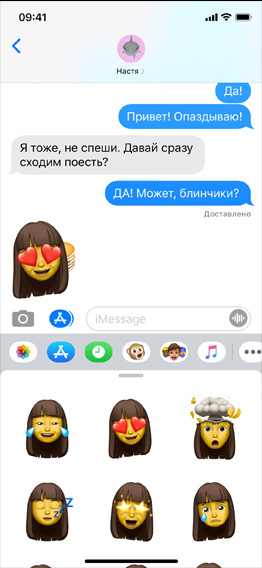 09:41
Настя
Да!
Привет! Опаздываю!
Я тоже, не спеши. Давай сразу
сходим поесть?
ДА! Может, блинчики?
Доставлено
iMessage